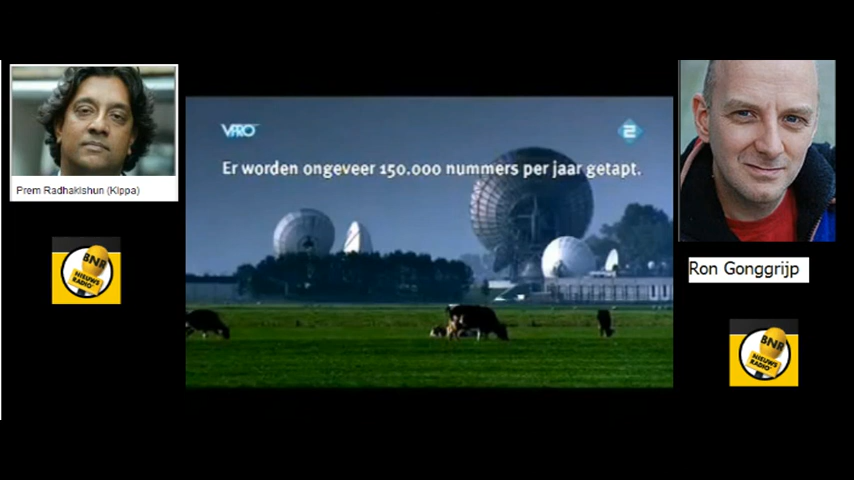 Prem Radhakishun (Kippa)
BNR
NIEUWS
RADIO
VPRO
2
Er worden ongeveer 150.000 nummers per jaar getapt.
Ron Gonggrijp
BNR
NIEUWS
RADIO